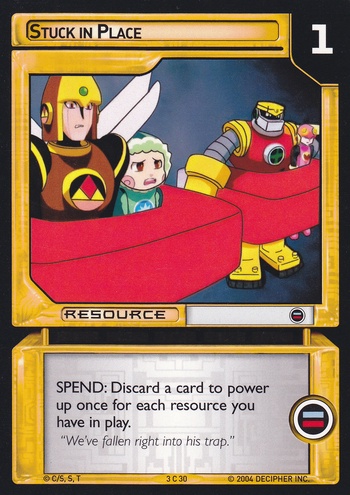 STUCK IN PLACE
1
RESOURCE
SPEND: Discard a card to power
up once for each resource you
have in play.
"We've fallen right into his trap."
© C/S, S, T
3 C 30
© 2004 DECIPHER INC.